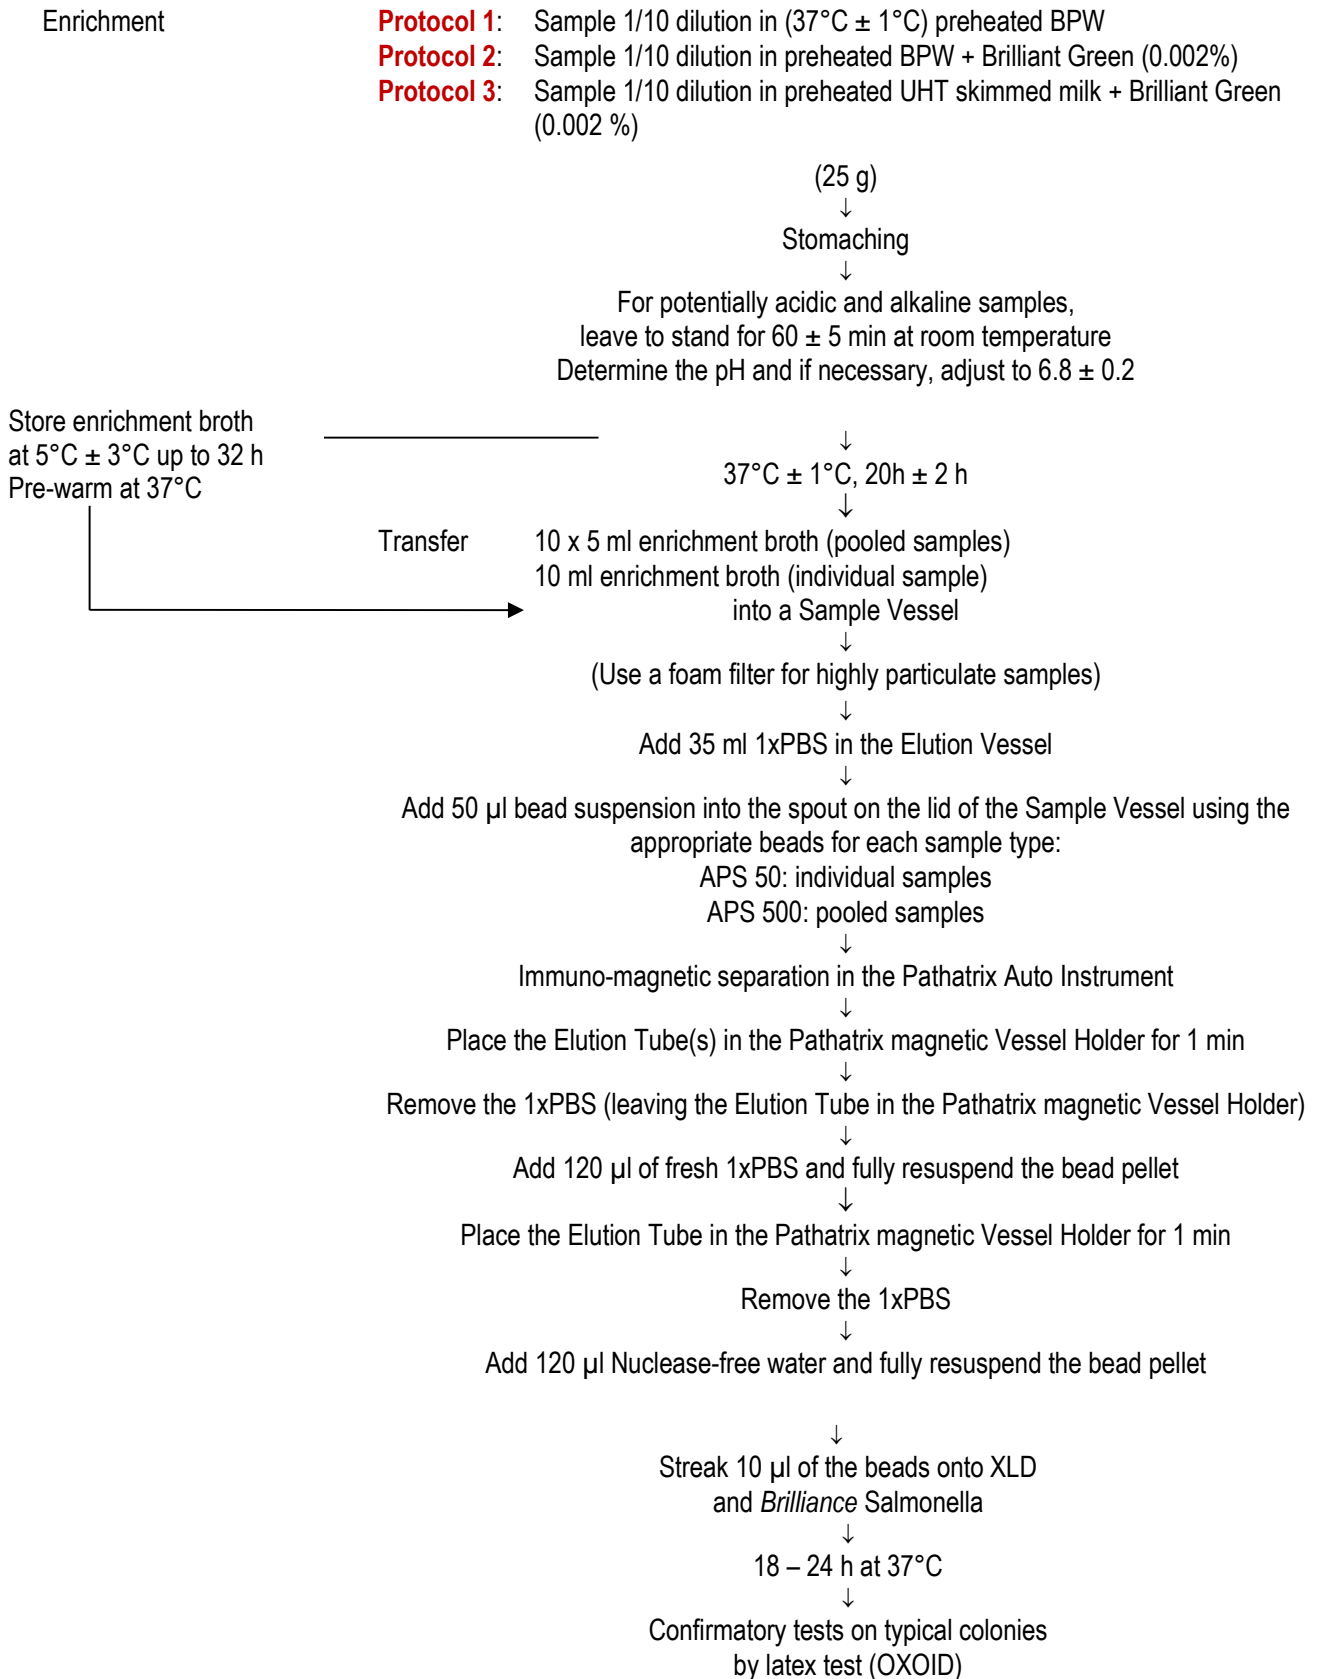 Enrichment
Protocol 1: Sample 1/10 dilution in (37°C ± 1°C) preheated BPW
Protocol 2: Sample 1/10 dilution in preheated BPW + Brilliant Green (0.002%)
Protocol 3: Sample 1/10 dilution in preheated UHT skimmed milk + Brilliant Green
(0.002 %)
(25 g)
↓
Stomaching
↓
For potentially acidic and alkaline samples,
leave to stand for 60 ± 5 min at room temperature
Determine the pH and if necessary, adjust to 6.8 ± 0.2
Store enrichment broth
at 5°C ± 3°C up to 32 h
Pre-warm at 37°C
↓
37°C ± 1°C, 20h ± 2 h
↓
Transfer 10 x 5 ml enrichment broth (pooled samples)
10 ml enrichment broth (individual sample)
into a Sample Vessel
↓
(Use a foam filter for highly particulate samples)
↓
Add 35 ml 1xPBS in the Elution Vessel
↓
Add 50 µl bead suspension into the spout on the lid of the Sample Vessel using the
appropriate beads for each sample type:
APS 50: individual samples
APS 500: pooled samples
↓
Immuno-magnetic separation in the Pathatrix Auto Instrument
↓
Place the Elution Tube(s) in the Pathatrix magnetic Vessel Holder for 1 min
↓
Remove the 1xPBS (leaving the Elution Tube in the Pathatrix magnetic Vessel Holder)
↓
Add 120 µl of fresh 1xPBS and fully resuspend the bead pellet
↓
Place the Elution Tube in the Pathatrix magnetic Vessel Holder for 1 min
↓
Remove the 1xPBS
↓
Add 120 µl Nuclease-free water and fully resuspend the bead pellet
↓
Streak 10 µl of the beads onto XLD
and Brilliance Salmonella
↓
18 – 24 h at 37°C
↓
Confirmatory tests on typical colonies
by latex test (OXOID)